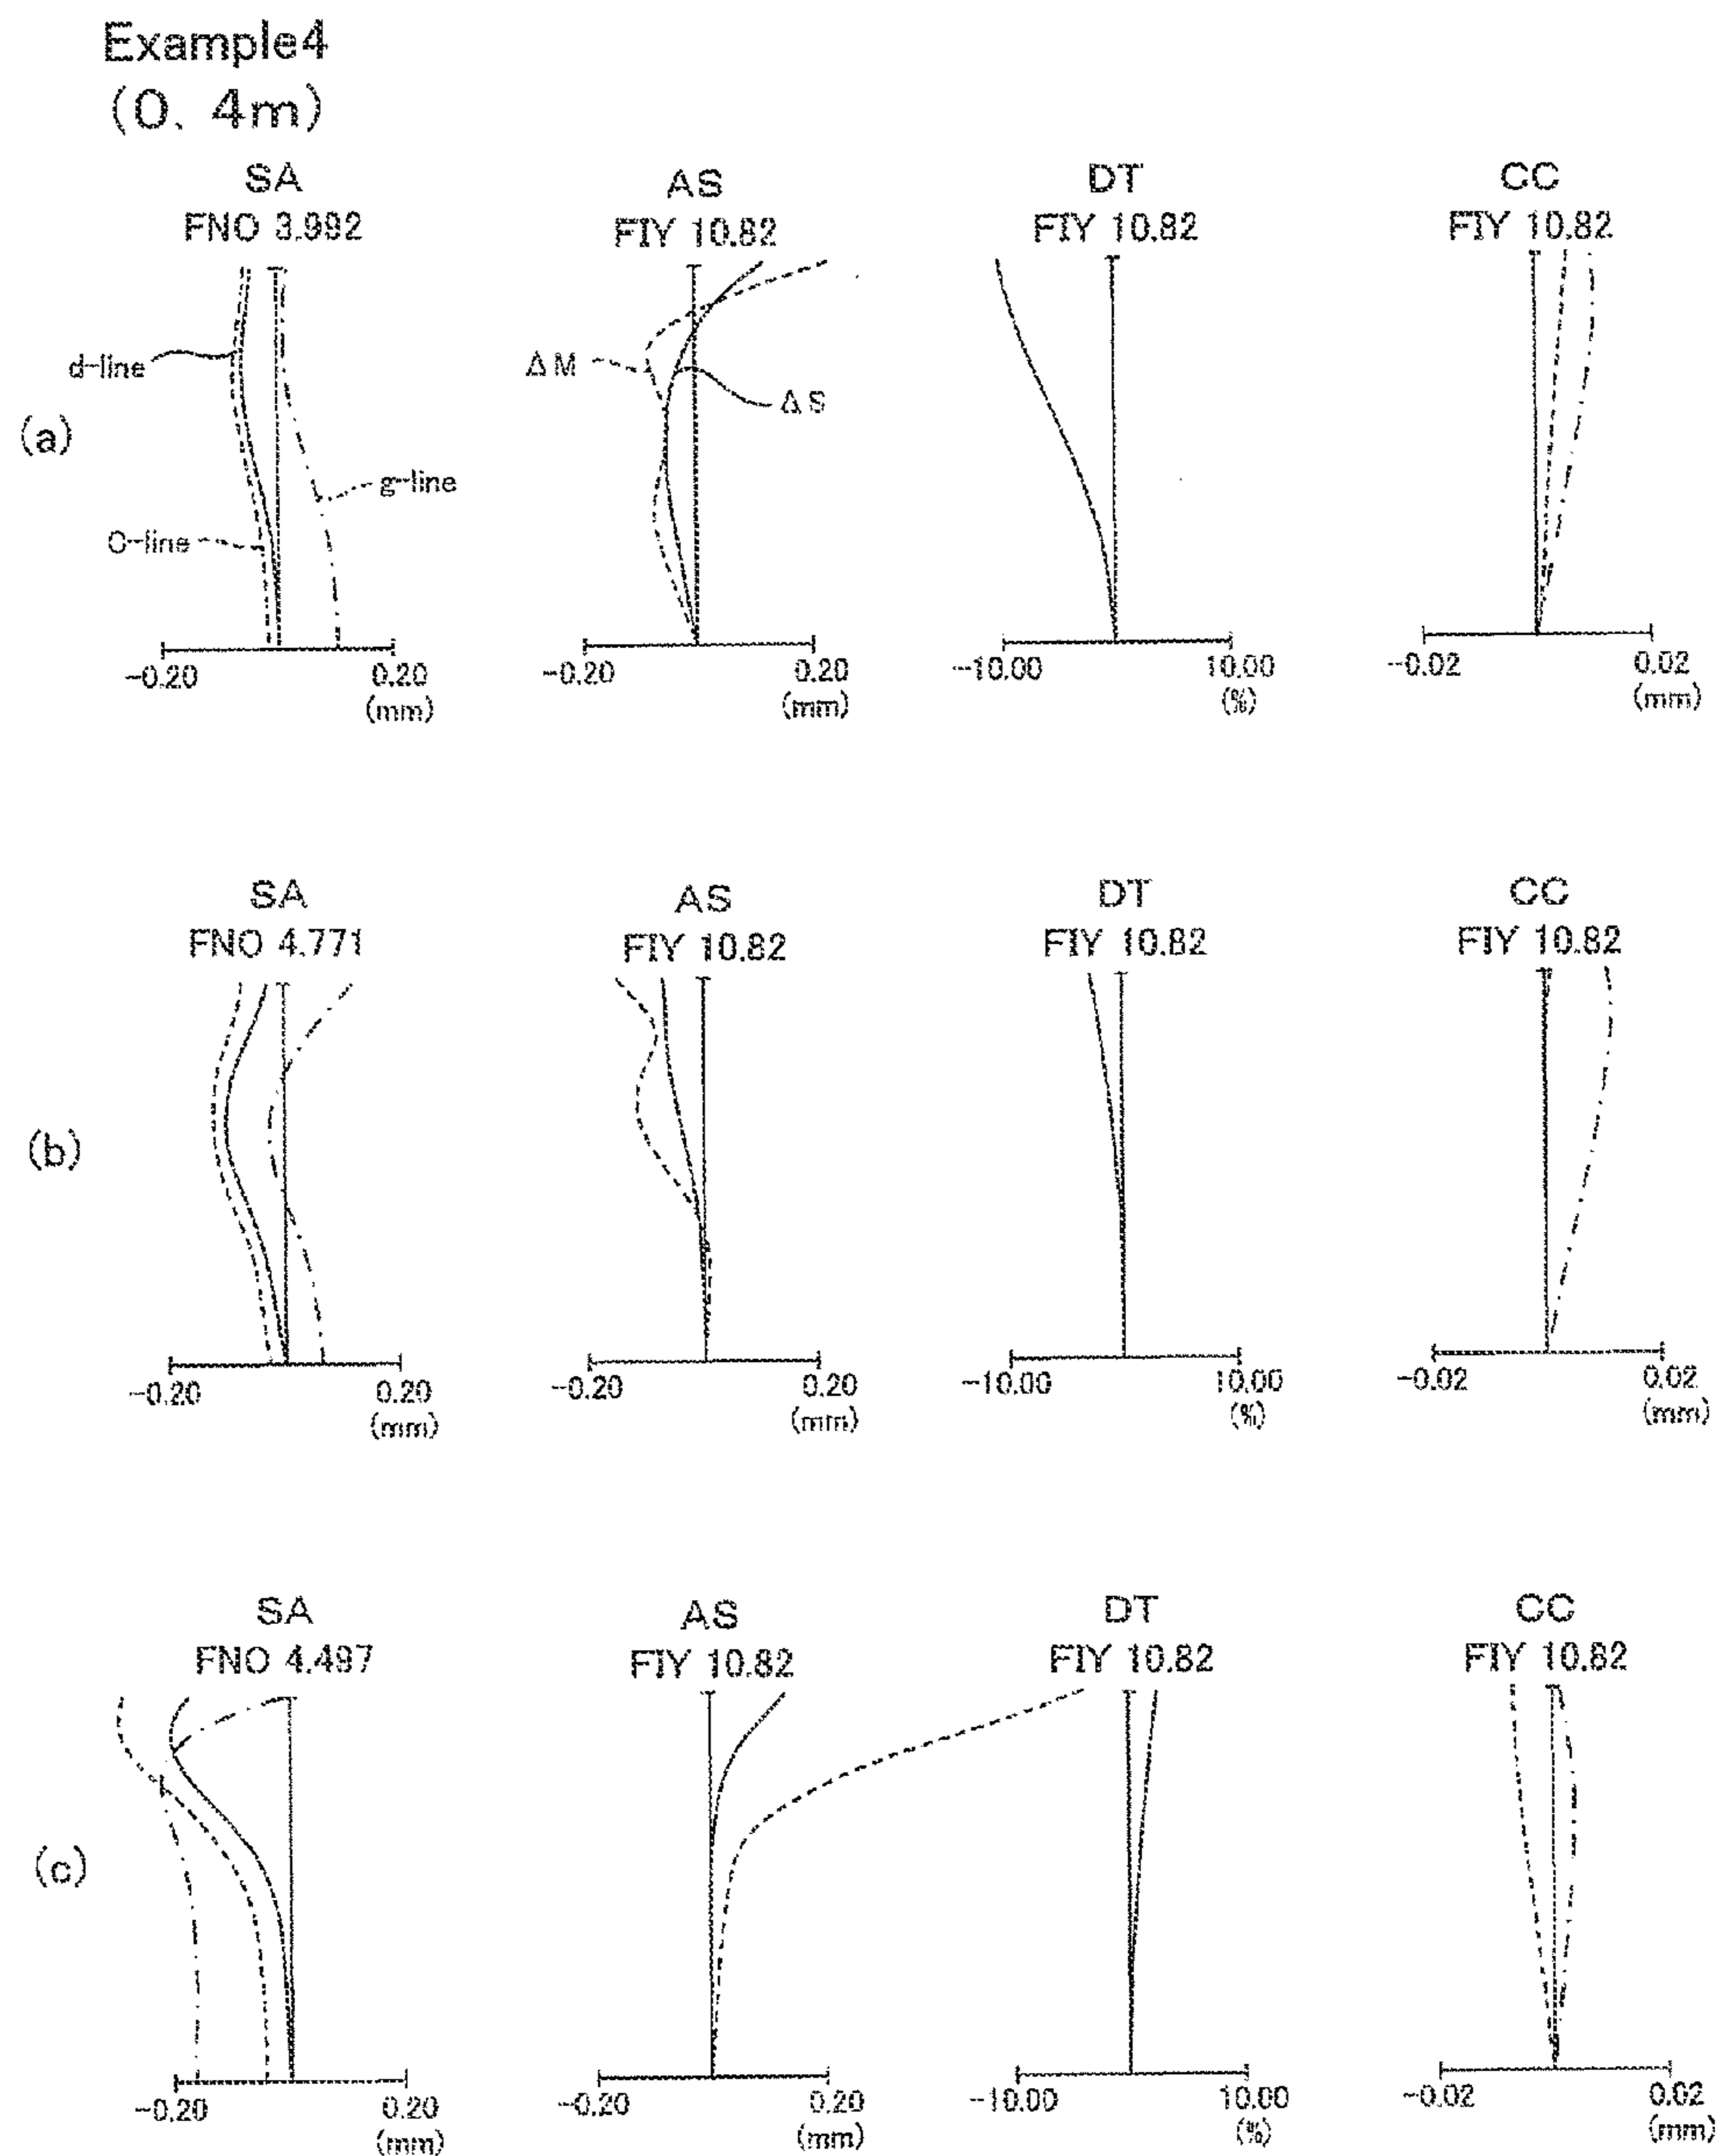 Example4
(0. 4m)
SA
FNO 3.992
AS
FIY 10.82
DT
FIY 10.82
CC
FIY 10.82
d-line
C-line
g-line
ΔM
ΔS
(a)
-0.20
0.20
(mm)
-0.20
0.20
(mm)
-10.00
10.00
(%)
-0.02
0.02
(mm)
SA
FNO 4.771
AS
FIY 10.82
DT
FIY 10.82
CC
FIY 10.82
(b)
-0.20
0.20
(mm)
-0.20
0.20
(mm)
-10.00
10.00
(%)
-0.02
0.02
(mm)
SA
FNO 4.497
AS
FIY 10.82
DT
FIY 10.82
CC
FIY 10.82
(c)
-0.20
0.20
(mm)
-0.20
0.20
(mm)
-10.00
10.00
(%)
-0.02
0.02
(mm)